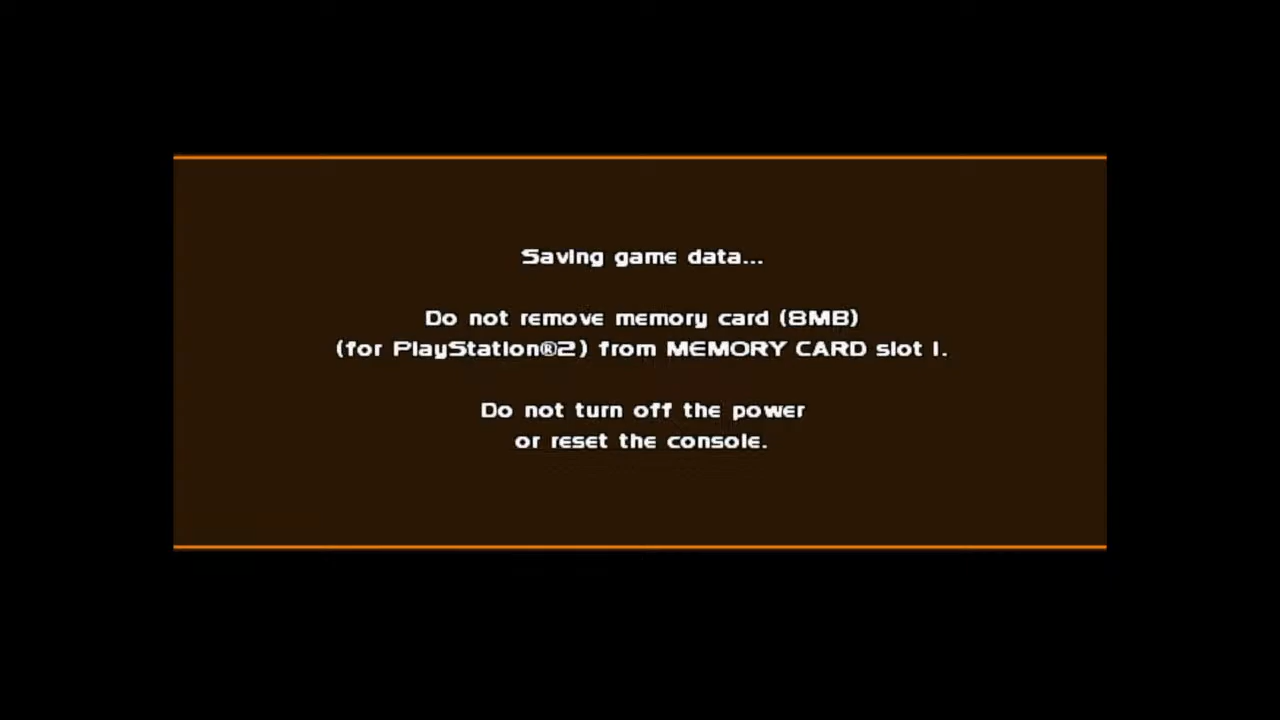 Saving game data...
Do not remove memory card (8MB)
(for PlayStation®2) from MEMORY CARD slot 1.
Do not turn off the power
or reset the console.